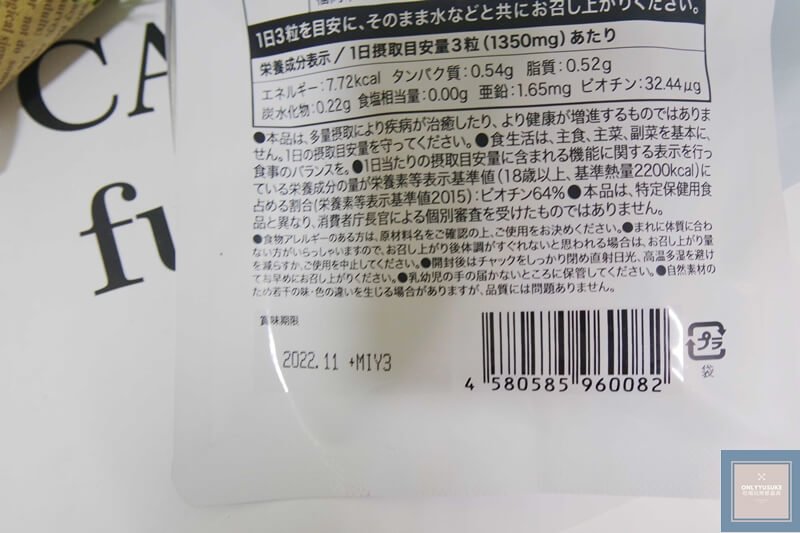 CA
fu
1日3粒を目安に、そのまま水などと共にお召し上がりください。
栄養成分表示 / 1日摂取目安量3粒(1350mg)あたり
エネルギー:7.72kcal タンパク質:0.54g 脂質:0.52g
炭水化物:0.22g 食塩相当量:0.00g 亜鉛:1.65mg ビオチン:32.44μg
●本品は、多量摂取により疾病が治癒したり、より健康が増進するものではありま
せん。1日の摂取目安量を守ってください。●食生活は、主食、主菜、副菜を基本に、
食事のバランスを。●1日当たりの摂取目安量に含まれる機能に関する表示を行っ
ている栄養成分の量が栄養素等表示基準値(18歳以上、基準熱量2200kcal)に
占める割合(栄養素等表示基準値2015):ビオチン64%●本品は、特定保健用食
品と異なり、消費者庁長官による個別審査を受けたものではありません。
●食物アレルギーのある方は、原材料名をご確認の上、ご使用をお決めください。●まれに体質に合わ
ない方がいらっしゃいますので、お召し上がり後体調がすぐれないと思われる場合は、お召し上がり量
を減らすか、ご使用を中止してください。●開封後はチャックをしっかり閉め直射日光、高温多湿を避け
てお早めにお召し上がりください。●乳幼児の手の届かないところに保管してください。●自然素材の
ため若干の味・色の違いを生じる場合がありますが、品質には問題ありません。
賞味期限
2022.11 +MIY3
4 580585 960082
プラ
袋
ONLYYUSUKE